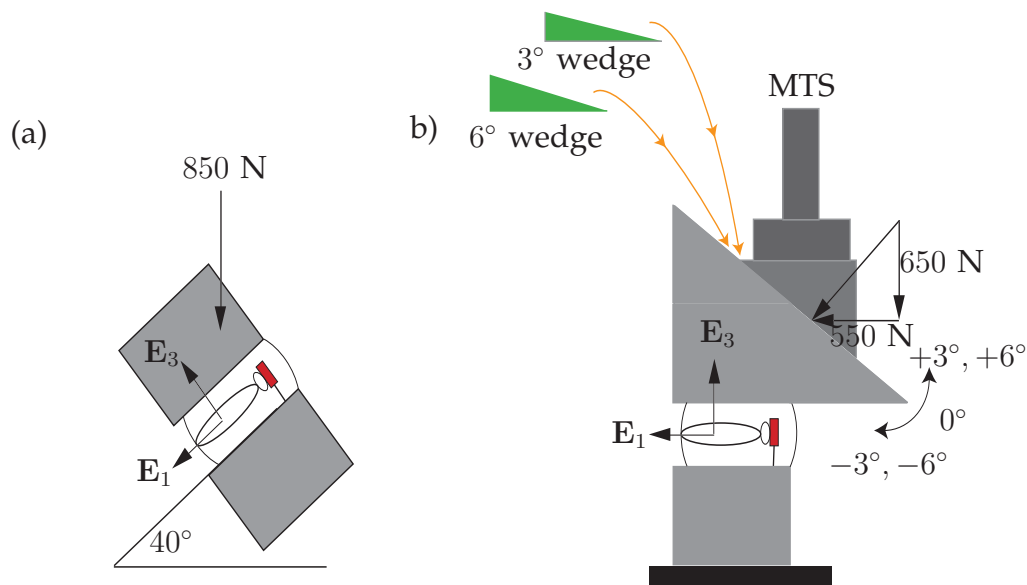 3° wedge
MTS
b)
(a)
6° wedge
850 N
650 N
550 N
E₃
E₃
+3°, +6°
0°
E₁
E₁
−3°, −6°
40°